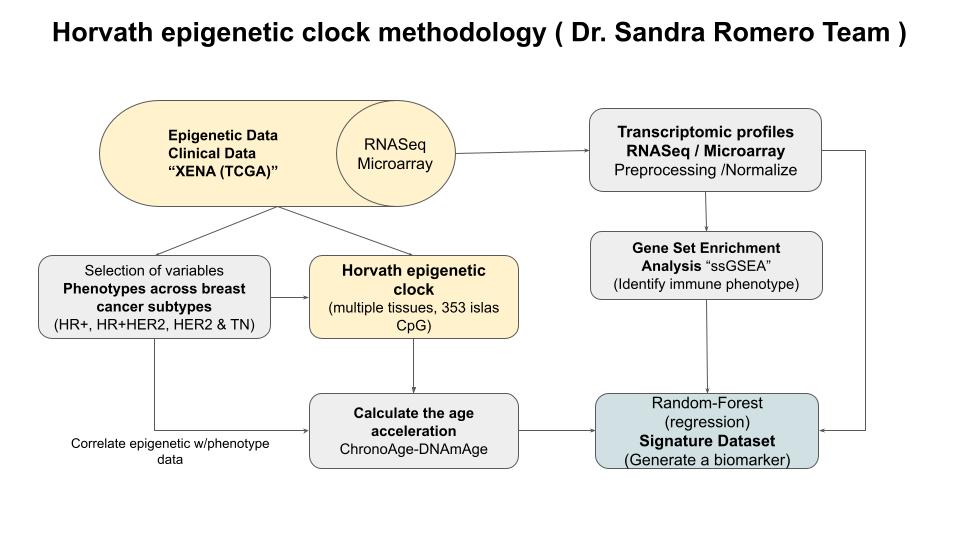 Horvath epigenetic clock methodology ( Dr. Sandra Romero Team )
Epigenetic Data
Clinical Data
“XENA (TCGA)”
RNASeq
Microarray
Transcriptomic profiles
RNASeq / Microarray
Preprocessing /Normalize
Selection of variables
Phenotypes across breast
cancer subtypes
(HR+, HR+HER2, HER2 & TN)
Horvath epigenetic
clock
(multiple tissues, 353 islas
CpG)
Gene Set Enrichment
Analysis “ssGSEA”
(Identify immune phenotype)
Correlate epigenetic w/phenotype
data
Calculate the age
acceleration
ChronoAge-DNAmAge
Random-Forest
(regression)
Signature Dataset
(Generate a biomarker)